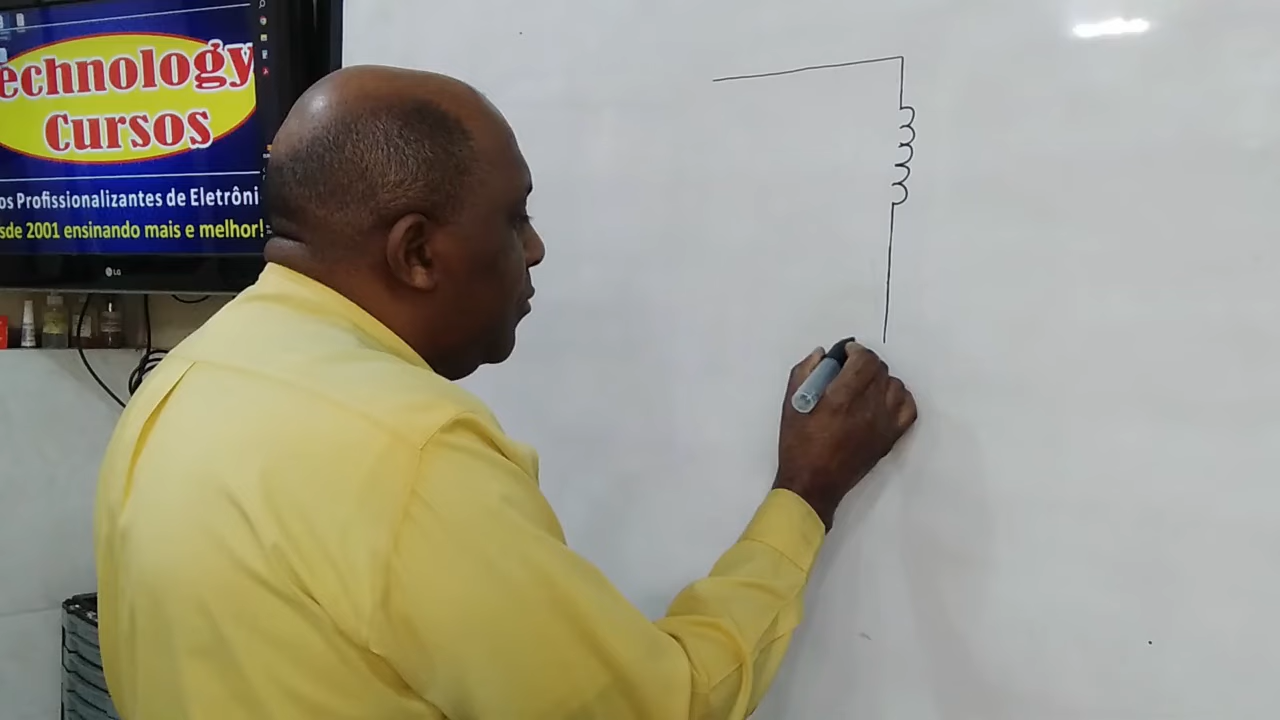 echnology
Cursos
os Profissionalizantes de Eletrôni
sde 2001 ensinando mais e melhor!
LG